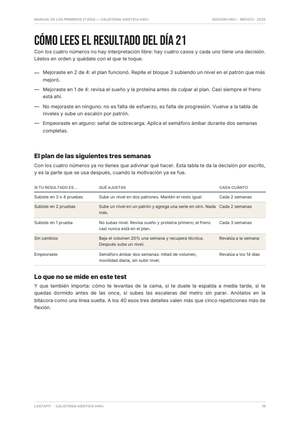 MANUAL DE LOS PRIMEROS 21 DÍAS — CALISTENIA ADETICA MAX+
CÓMO LEES EL RESULTADO DEL DÍA 21
Con los cuatro números no hay interpretación libre: hay cuatro casos y cada uno tiene una decisión.
Léelos en orden y quédate con el que te toque.
— Mejoraste en 2 de 4: el plan funcionó. Repite el bloque 3 subiendo un nivel en el patrón que más
mejoró.
— Mejoraste en 1 de 4: revisa el sueño y la proteína antes de culpar al plan. Casi siempre el freno
está ahí.
— No mejoraste en ninguno: no es falta de esfuerzo, es falta de progresión. Vuelve a la tabla de
niveles y sube un escalón por patrón.
— Empeoraste en alguno: señal de sobrecarga. Aplica el semáforo ámbar durante dos semanas
completas.
El plan de las siguientes tres semanas
Con los cuatro números ya no tienes que adivinar qué hacer. Esta tabla te da la decisión por escrito,
y es la parte que se usa después, cuando la motivación ya se fue.
SI TU RESULTADO ES... QUÉ AJUSTAS CADA CUÁNTO
Subiste en 3 o 4 pruebas Sube un nivel en dos patrones. Mantén el resto igual. Cada 2 semanas
Subiste en 2 pruebas Sube un nivel en un patrón y agrega una serie en otro. Nada Cada 2 semanas
más.
Subiste en 1 prueba No subas nivel. Revisa sueño y proteína primero; el freno Cada 3 semanas
casi nunca está en el plan.
Sin cambios Baja el volumen 20% una semana y recupera técnica. Revalúa a la semana
Después sube un nivel.
Empeoraste Semáforo ámbar dos semanas: mitad de volumen, Revalúa a los 14 días
movilidad diaria, sin subir nivel.
Lo que no se mide en este test
Y que también importa: cómo te levantas de la cama, si te duele la espalda a media tarde, si te
quedas dormido antes de las once, si subes las escaleras del metro sin parar. Anótalos en la
bitácora como una línea suelta. A los 40 esos tres detalles valen más que cinco repeticiones más de
flexión.